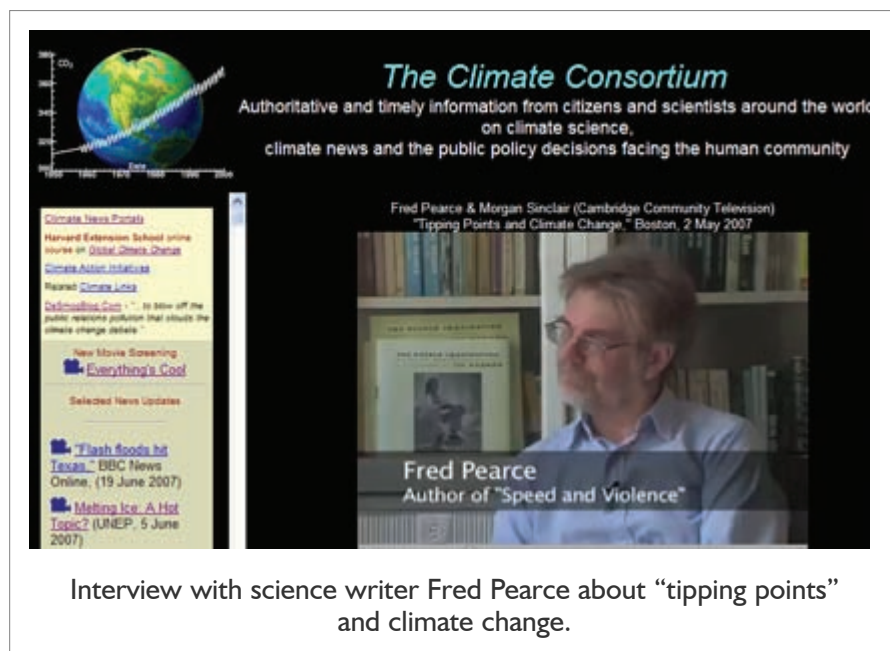 CO2
The Climate Consortium
Authoritative and timely information from citizens and scientists around the world
on climate science,
climate news and the public policy decisions facing the human community
Climate News Portals
Harvard Extension School online
course on Global Climate Change
Climate Action Initiatives
Related Climate Links
DeSmogBlog.Com - "... to blow off the
public relations pollution that clouds the
climate change debate "
New Movie Screening
Everything's Cool
Selected News Updates
"Flash floods hit
Texas," BBC News
Online, (19 June 2007)
Melting Ice: A Hot
Topic? (UNEP, 5 June
2007)
Fred Pearce & Morgan Sinclair (Cambridge Community Television)
"Tipping Points and Climate Change," Boston, 2 May 2007
Fred Pearce
Author of "Speed and Violence"
Interview with science writer Fred Pearce about “tipping points”
and climate change.